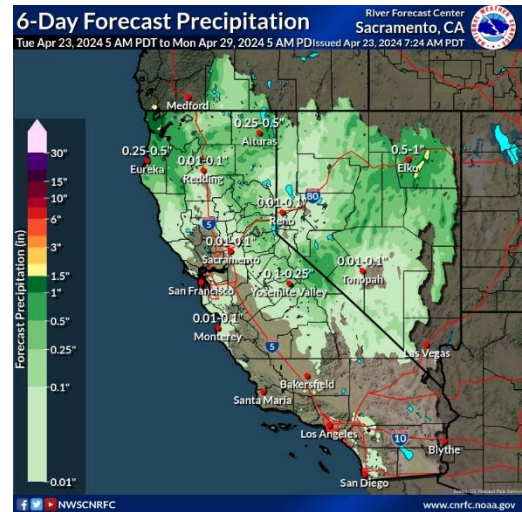 6-Day Forecast Precipitation
River Forecast Center
Sacramento, CA
Tue Apr 23, 2024 5 AM PDT to Mon Apr 29, 2024 5 AM PD
Issued Apr 23, 2024 7:24 AM PDT
Medford
0.25-0.5"
Alturas
0.25-0.5"
Eureka
0.01-0.1"
Redding
0.5-1"
Elko
0.01-0.1"
Reno
80
5
0.01-0.1"
Sacramento
0.01-0.1"
Tonopah
0.1-0.25"
Yosemite Valley
San Francisco
0.01-0.1"
Monterey
5
Las Vegas
Bakersfield
Santa Maria
Los Angeles
10
Blythe
San Diego
Forecast Precipitation (in)
30"
15"
10"
6"
3"
1.5"
1"
0.5"
0.25"
0.1"
0.01"
NWSCNRFC
www.cnrfc.noaa.gov